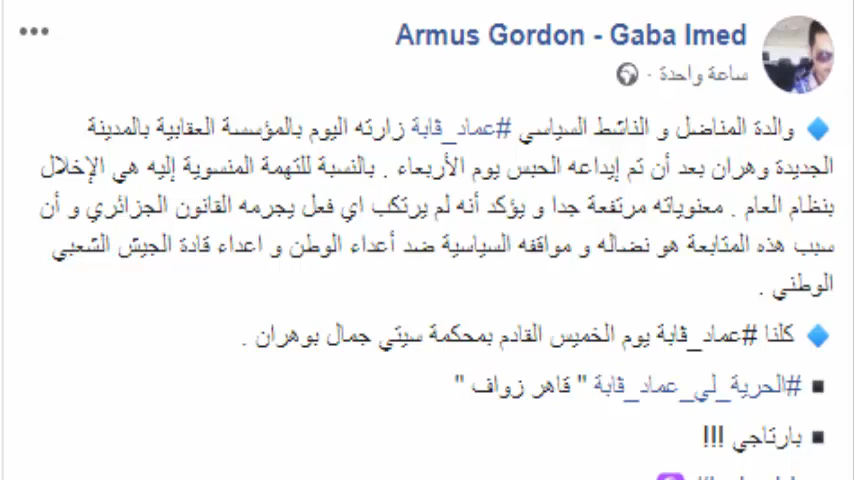 Armus Gordon - Gaba Imed
ساعة واحدة ·
والدة المناضل و الناشط السياسي #عماد_ڨابة زارته اليوم بالمؤسسة العقابية بالمدينة
الجديدة وهران بعد أن تم إيداعه الحبس يوم الأربعاء . بالنسبة للتهمة المنسوية إليه هي الإخلال
بنظام العام . معنوياته مرتفعة جدا و يؤكد أنه لم يرتكب اي فعل يجرمه القانون الجزائري و أن
سبب هذه المتابعة هو نضاله و مواقفه السياسية ضد أعداء الوطن و اعداء قادة الجيش الشعبي
الوطني .
كلنا #عماد_ڨابة يوم الخميس القادم بمحكمة سيتي جمال بوهران .
#الحرية_لي_عماد_ڨابة " قاهر زواف "
بارتاجي !!!